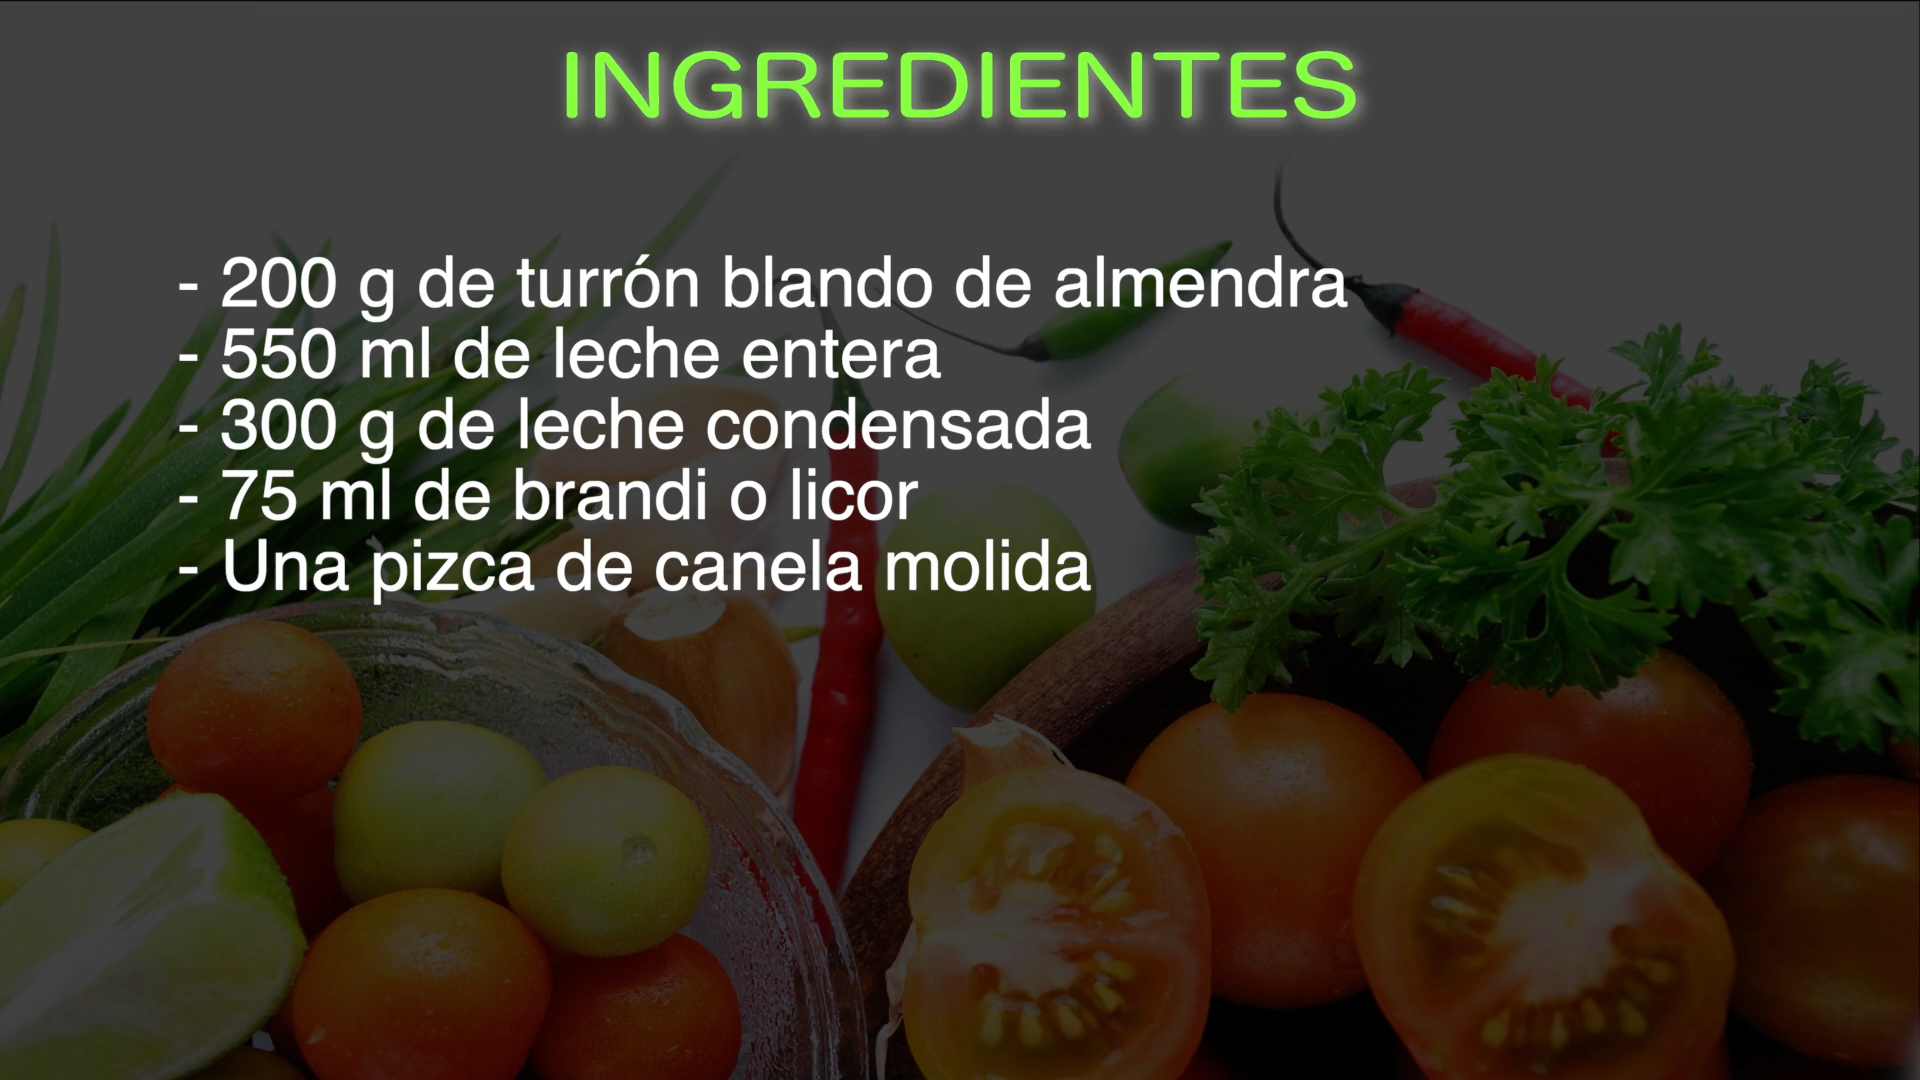 INGREDIENTES
- 200 g de turrón blando de almendra
- 550 ml de leche entera
- 300 g de leche condensada
- 75 ml de brandi o licor
- Una pizca de canela molida